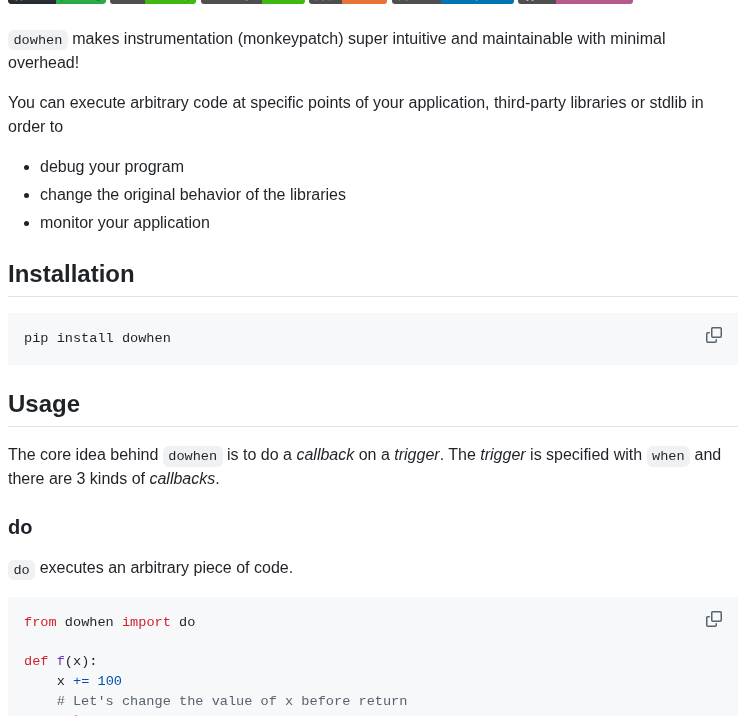 dowhen makes instrumentation (monkeypatch) super intuitive and maintainable with minimal
overhead!
You can execute arbitrary code at specific points of your application, third-party libraries or stdlib in
order to
debug your program
change the original behavior of the libraries
monitor your application
Installation
pip install dowhen
Usage
The core idea behind dowhen is to do a callback on a trigger. The trigger is specified with when and
there are 3 kinds of callbacks.
do
do executes an arbitrary piece of code.
from dowhen import do
def f(x):
    x += 100
    # Let's change the value of x before return